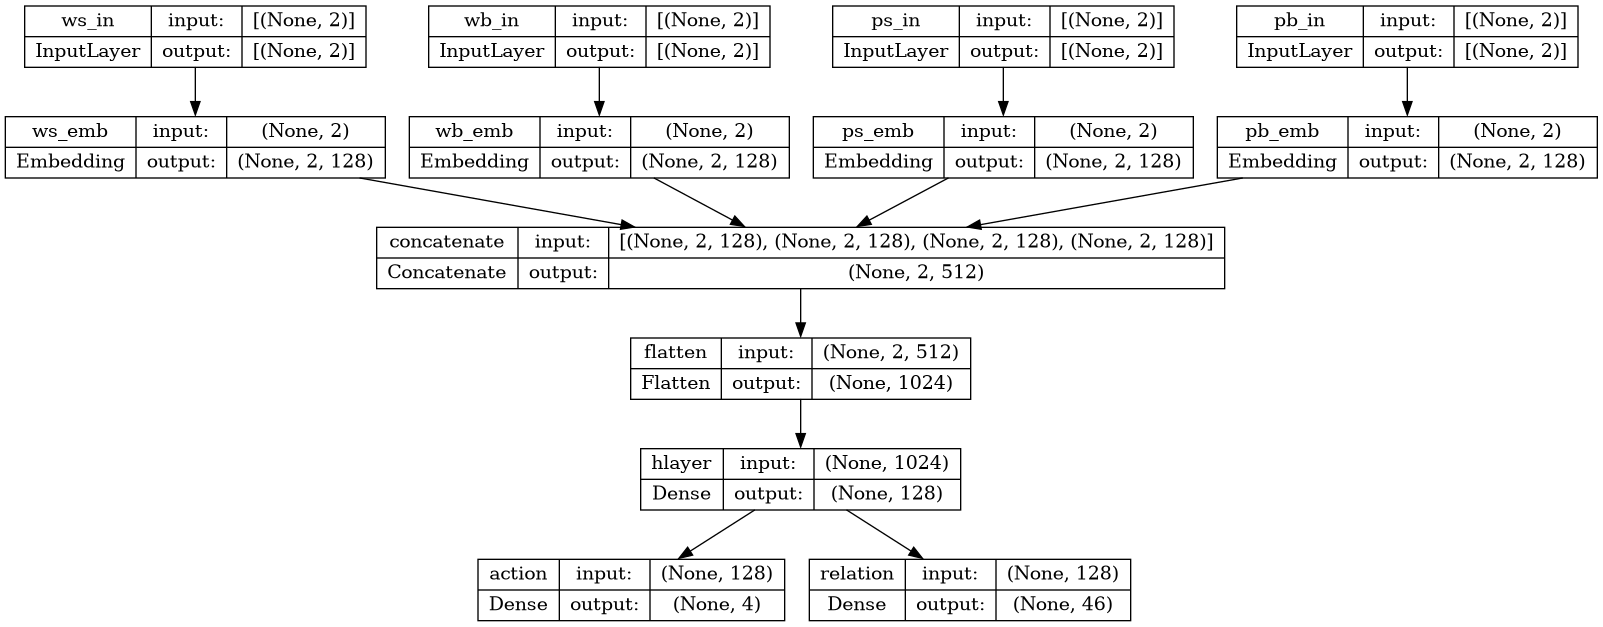 ws_in input: [(None, 2)]
InputLayer output: [(None, 2)]
wb_in input: [(None, 2)]
InputLayer output: [(None, 2)]
ps_in input: [(None, 2)]
InputLayer output: [(None, 2)]
pb_in input: [(None, 2)]
InputLayer output: [(None, 2)]
ws_emb input: (None, 2)
Embedding output: (None, 2, 128)
wb_emb input: (None, 2)
Embedding output: (None, 2, 128)
ps_emb input: (None, 2)
Embedding output: (None, 2, 128)
pb_emb input: (None, 2)
Embedding output: (None, 2, 128)
concatenate input: [(None, 2, 128), (None, 2, 128), (None, 2, 128), (None, 2, 128)]
Concatenate output: (None, 2, 512)
flatten input: (None, 2, 512)
Flatten output: (None, 1024)
hlayer input: (None, 1024)
Dense output: (None, 128)
action input: (None, 128)
Dense output: (None, 4)
relation input: (None, 128)
Dense output: (None, 46)